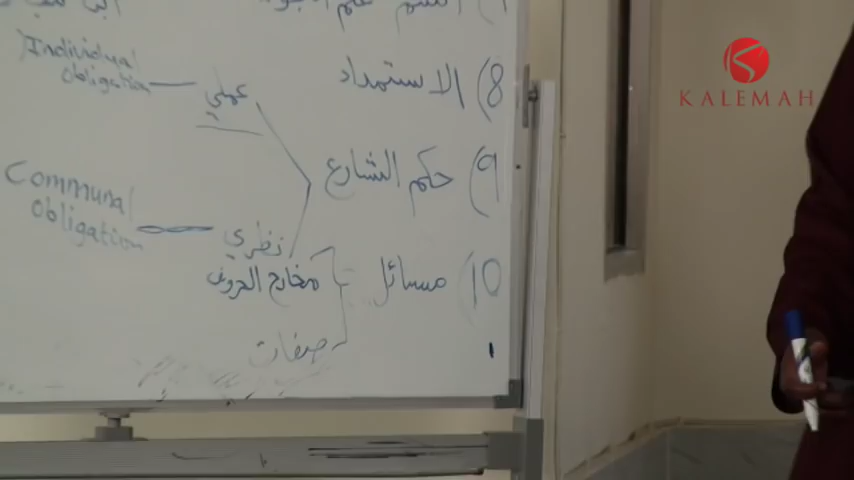 Individual
Obligation
عملي
8) الاستمداد
9) حكم الشارع
Communal
Obligation
نظري
10) مسائل
مخارج الحروف
صفات
KALEMAH